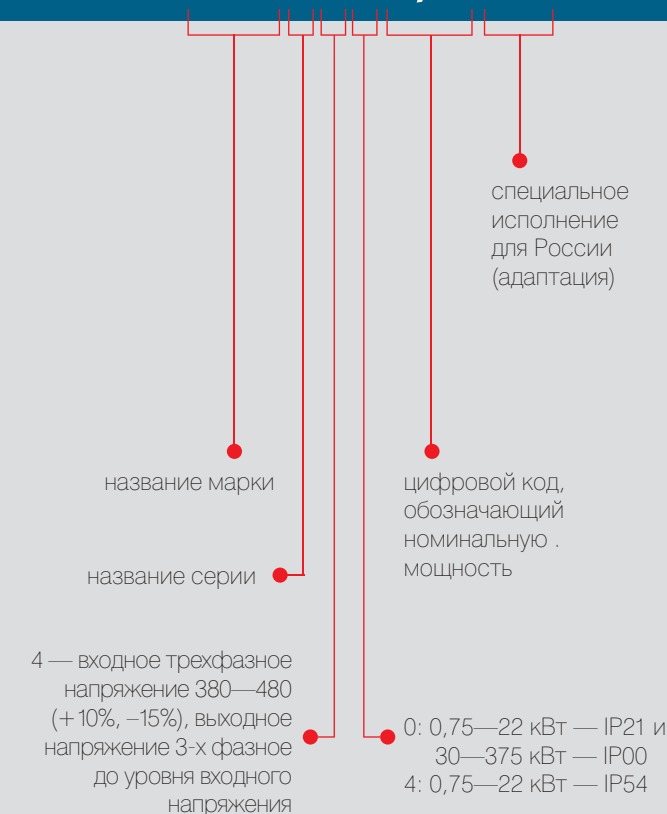 специальное
исполнение
для России
(адаптация)
название марки
цифровой код,
обозначающий
номинальную .
мощность
название серии
4 — входное трехфазное
напряжение 380—480
(+10%, –15%), выходное
напряжение 3-х фазное
до уровня входного
напряжения
0: 0,75—22 кВт — IP21 и
30—375 кВт — IP00
4: 0,75—22 кВт — IP54